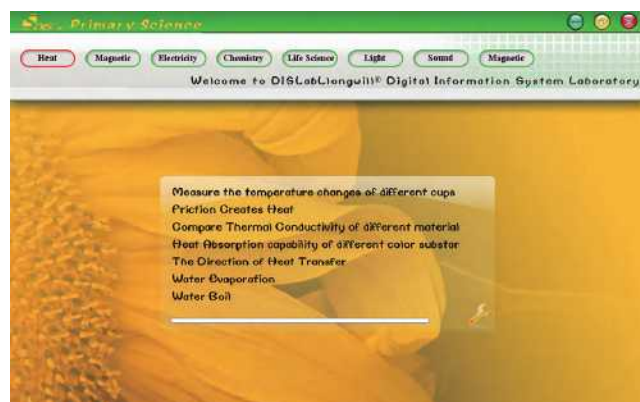 Primary Science
Heat Magnetic Electricity Chemistry Life Science Light Sound Magnetic
Welcome to DISLabLlongwill® Digital Information System Laboratory
Measure the temperature changes of different cups
Friction Creates Heat
Compare Thermal Conductivity of different material
Heat Absorption capability of different color substar
The Direction of Heat Transfer
Water Evaporation
Water Boil